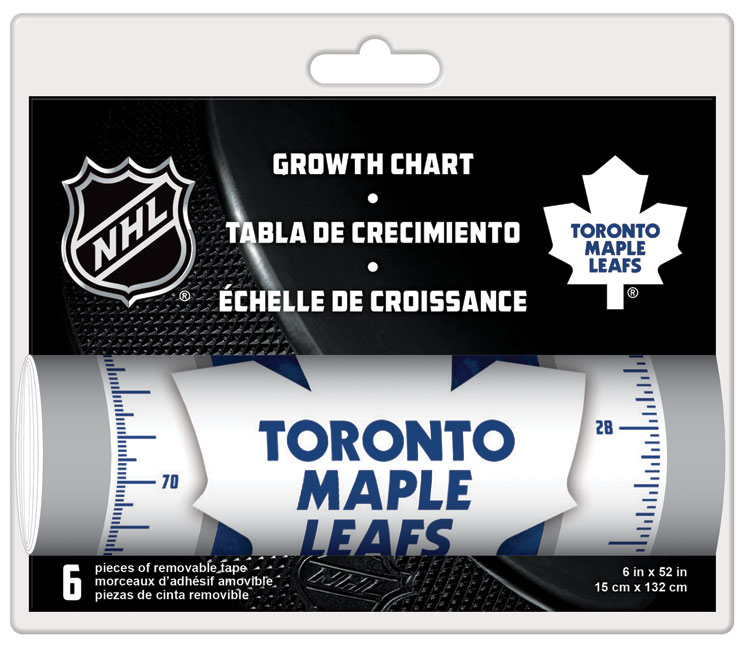 GROWTH CHART
•
TABLA DE CRECIMIENTO
•
ÉCHELLE DE CROISSANCE
NHL
®
TORONTO
MAPLE
LEAFS
®
70
TORONTO
MAPLE
LEAFS
28
6
pieces of removable tape
morceaux d'adhésif amovible
piezas de cinta removible
NHL
6 in x 52 in
15 cm x 132 cm